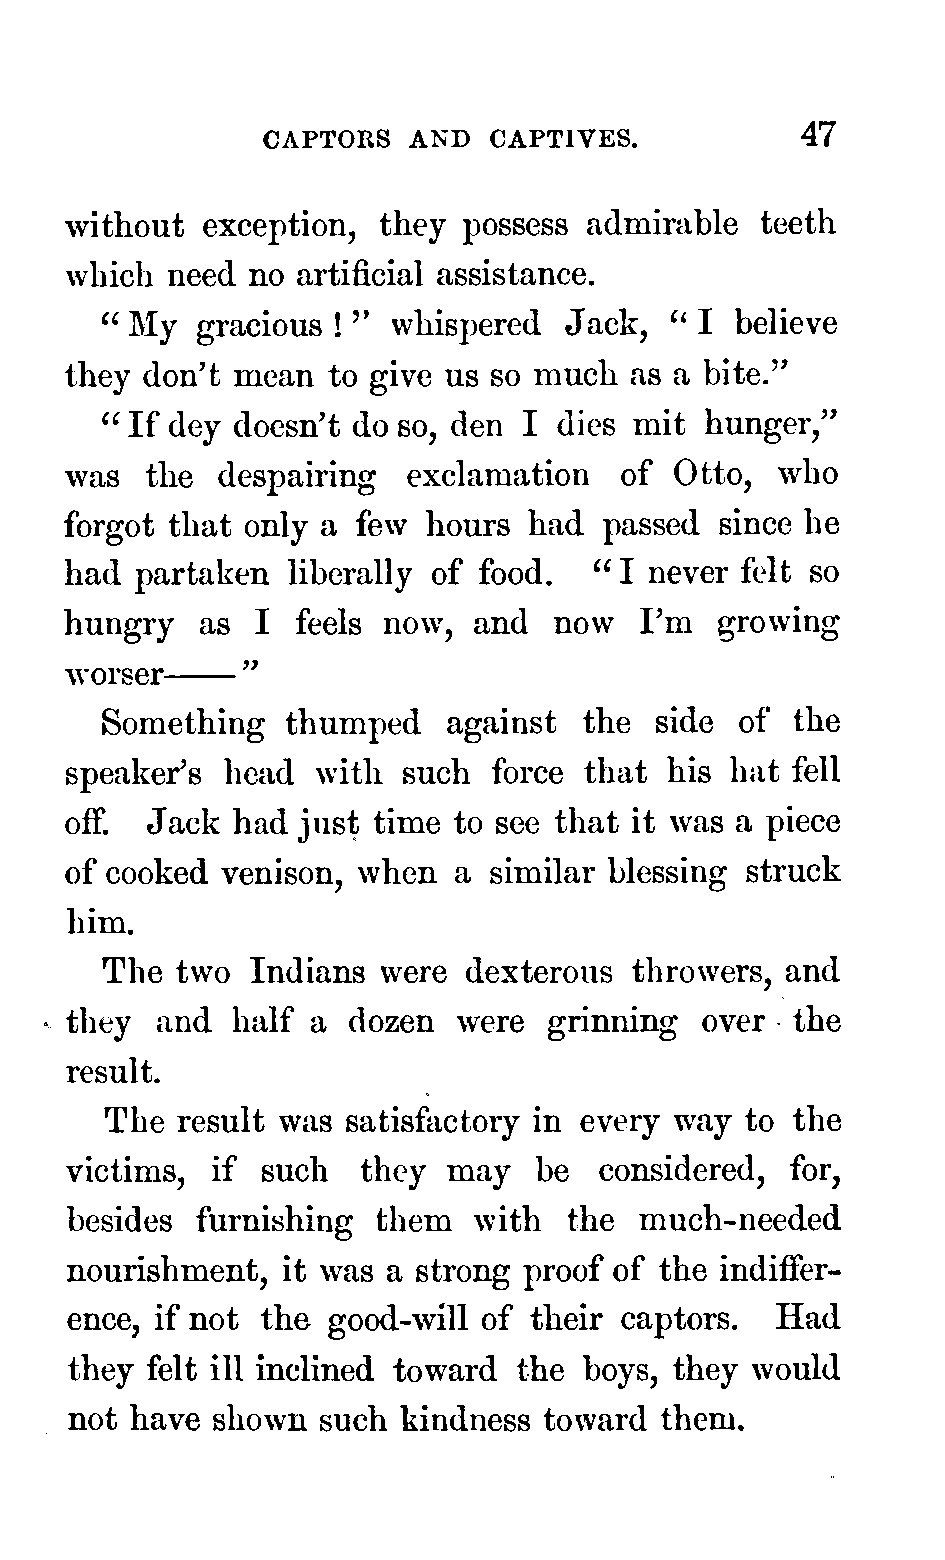 CAPTORS AND CAPTIVES. 47
without exception, they possess admirable teeth
which need no artificial assistance.
“ My gracious ! ” whispered Jack, “ I believe
they don’t mean to give us so much as a bite.”
“ If dey doesn’t do so, den I dies mit hunger,”
was the despairing exclamation of Otto, who
forgot that only a few hours had passed since he
had partaken liberally of food. “ I never felt so
hungry as I feels now, and now I’m growing
worser—— ”
Something thumped against the side of the
speaker’s head with such force that his hat fell
off. Jack had just time to see that it was a piece
of cooked venison, when a similar blessing struck
him.
The two Indians were dexterous throwers, and
they and half a dozen were grinning over the
result.
The result was satisfactory in every way to the
victims, if such they may be considered, for,
besides furnishing them with the much-needed
nourishment, it was a strong proof of the indiffer-
ence, if not the good-will of their captors. Had
they felt ill inclined toward the boys, they would
not have shown such kindness toward them.